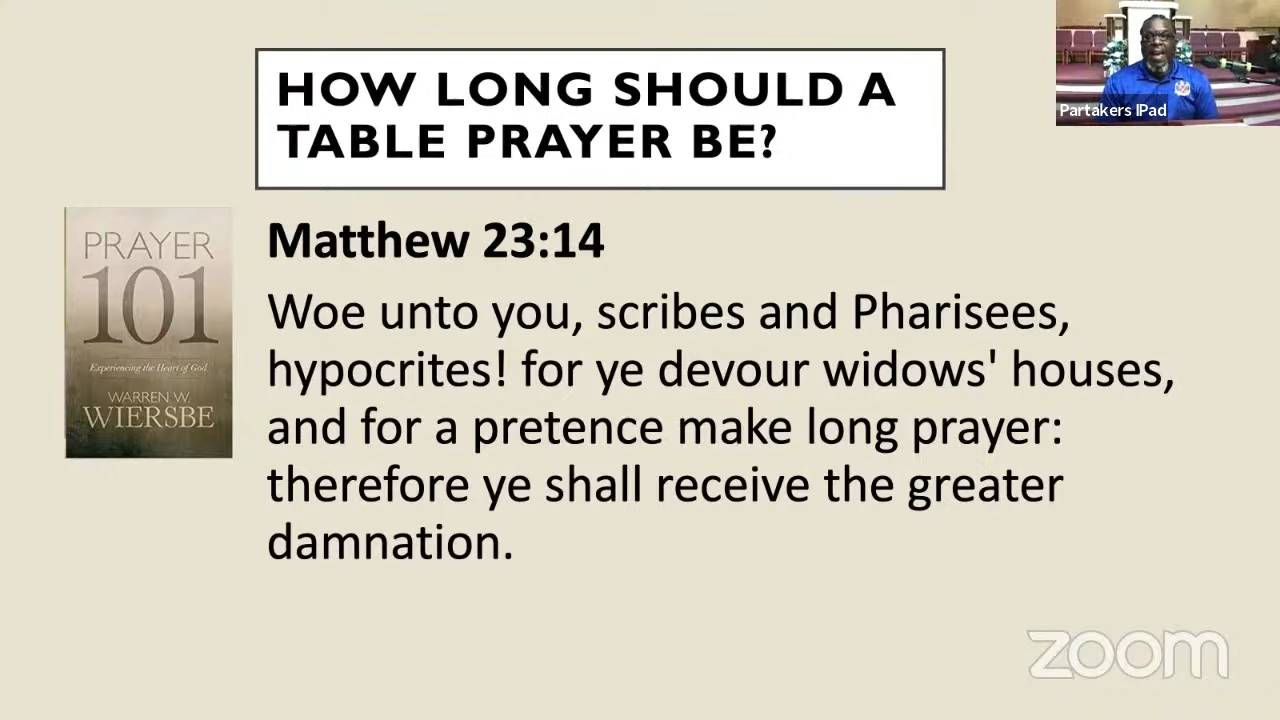 HOW LONG SHOULD A
TABLE PRAYER BE?
Partakers IPad
PRAYER
101
Experiencing the Heart of God
WARREN W.
WIERSBE
Matthew 23:14
Woe unto you, scribes and Pharisees,
hypocrites! for ye devour widows' houses,
and for a pretence make long prayer:
therefore ye shall receive the greater
damnation.
zoom